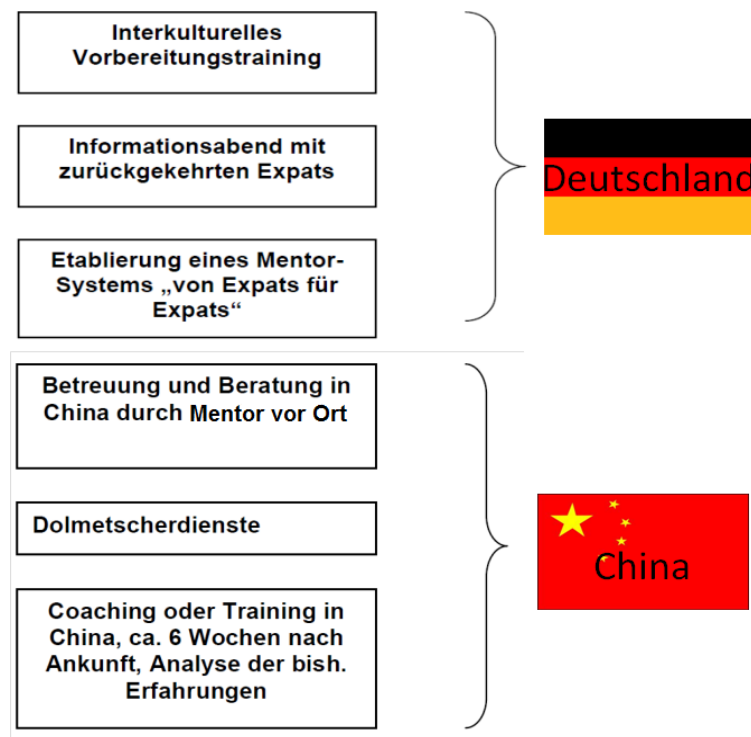 Interkulturelles
Vorbereitungstraining
Informationsabend mit
zurückgekehrten Expats
Etablierung eines Mentor-
Systems „von Expats für
Expats“
Deutschland
Betreuung und Beratung in
China durch Mentor vor Ort
Dolmetscherdienste
Coaching oder Training in
China, ca. 6 Wochen nach
Ankunft, Analyse der bish.
Erfahrungen
China